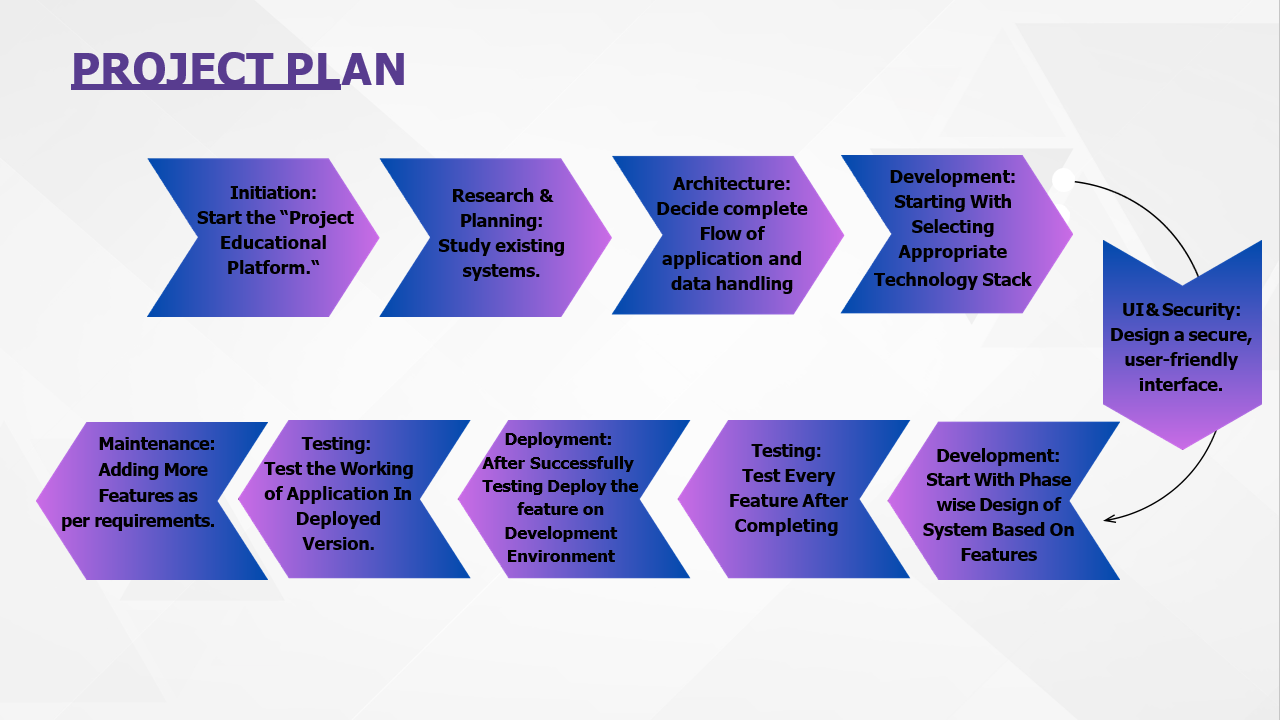 PROJECT PLAN
Initiation:
Start the “Project
Educational
Platform.“
Research &
Planning:
Study existing
systems.
Architecture:
Decide complete
Flow of
application and
data handling
Development:
Starting With
Selecting
Appropriate
Technology Stack
UI & Security:
Design a secure,
user-friendly
interface.
Development:
Start With Phase
wise Design of
System Based On
Features
Testing:
Test Every
Feature After
Completing
Deployment:
After Successfully
Testing Deploy the
feature on
Development
Environment
Testing:
Test the Working
of Application In
Deployed
Version.
Maintenance:
Adding More
Features as
per requirements.